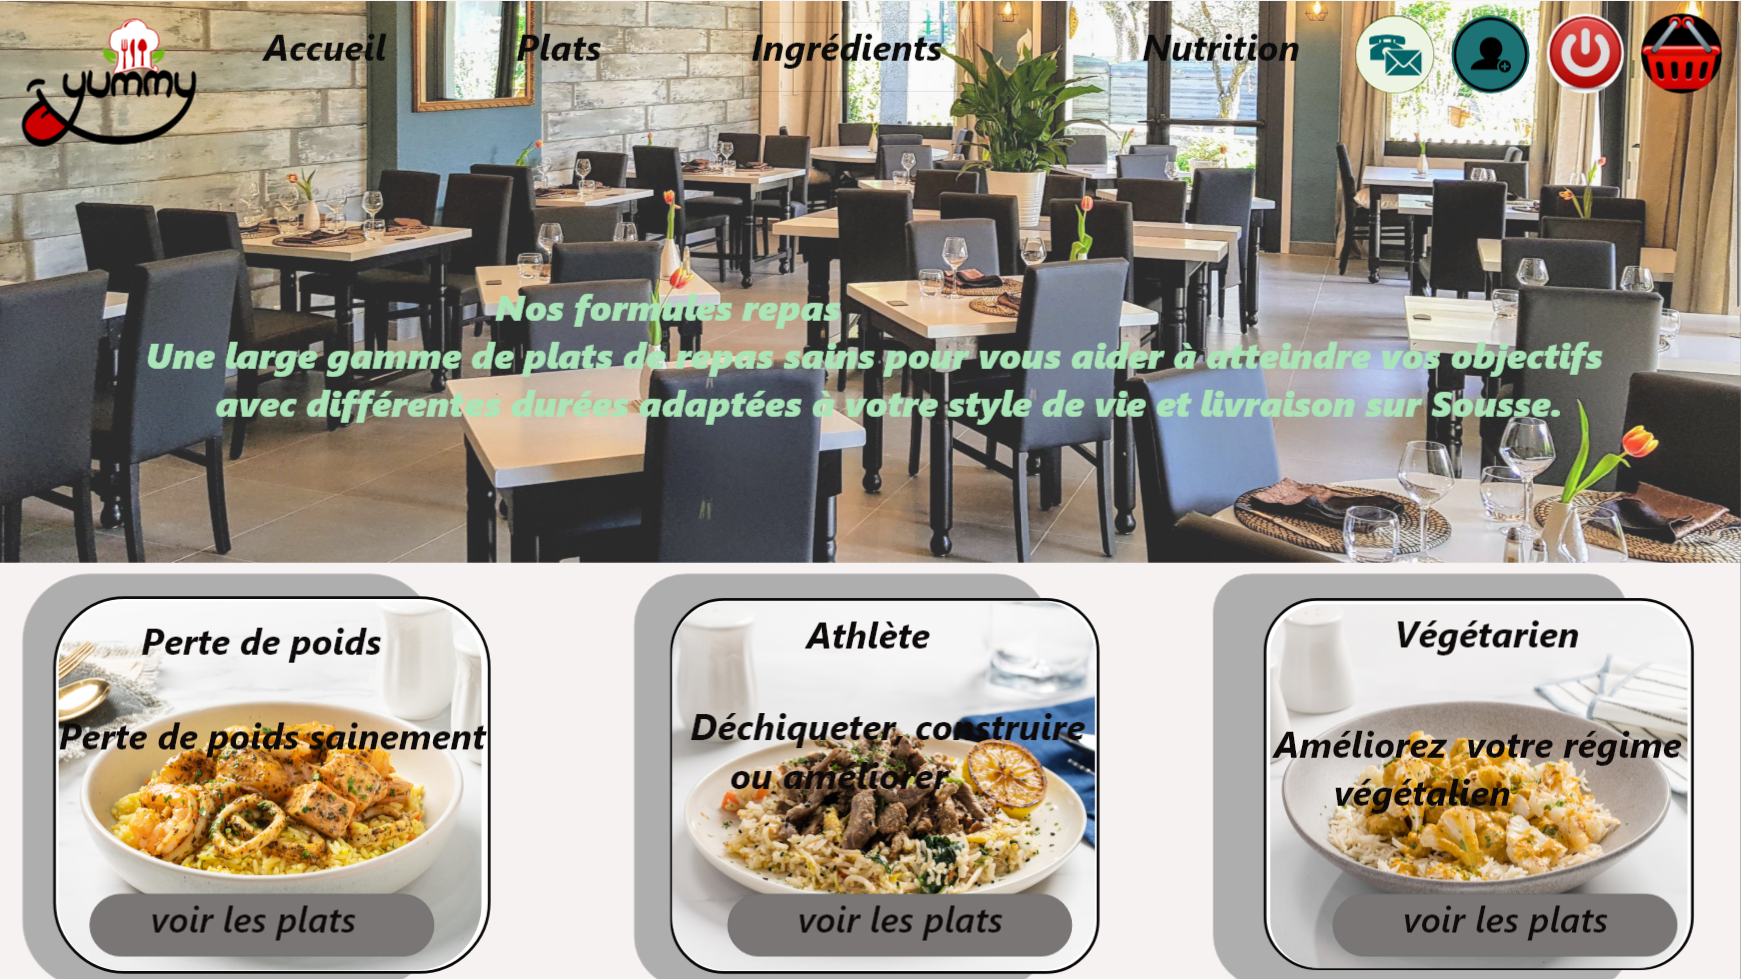 yummy
Accueil
Plats
Ingrédients
Nutrition
Nos formules repas
Une large gamme de plats de repas sains pour vous aider à atteindre vos objectifs
avec différentes durées adaptées à votre style de vie et livraison sur Sousse.
Perte de poids
Perte de poids sainement
voir les plats
Athlète
Déchiqueter, construire
ou améliorer
voir les plats
Végétarien
Améliorez votre régime
végétalien
voir les plats